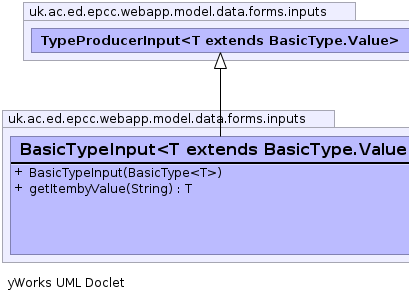 uk.ac.ed.epcc.webapp.model.data.forms.inputs
TypeProducerInput<T extends BasicType.Value>
uk.ac.ed.epcc.webapp.model.data.forms.inputs
BasicTypeInput<T extends BasicType.Value
+ BasicTypeInput(BasicType<T>)
+ getItembyValue(String) : T
yWorks UML Doclet